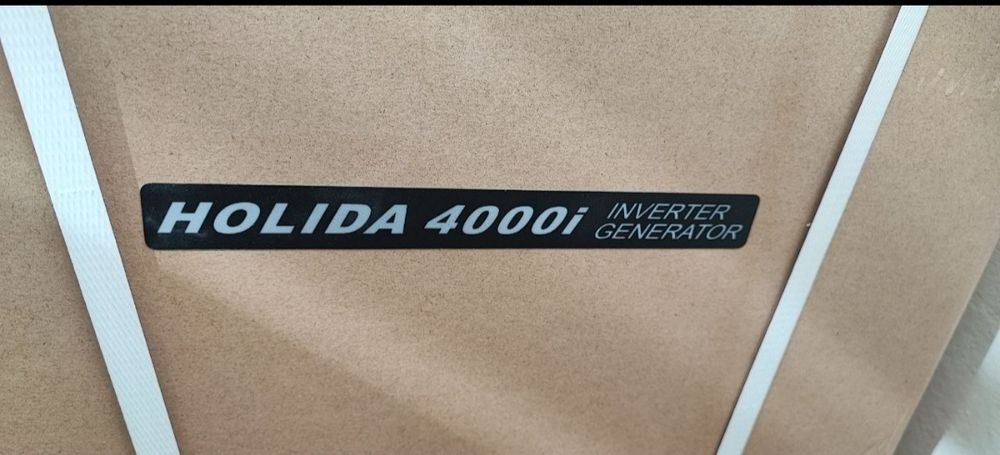 HOLIDA 4000i INVERTER
GENERATOR